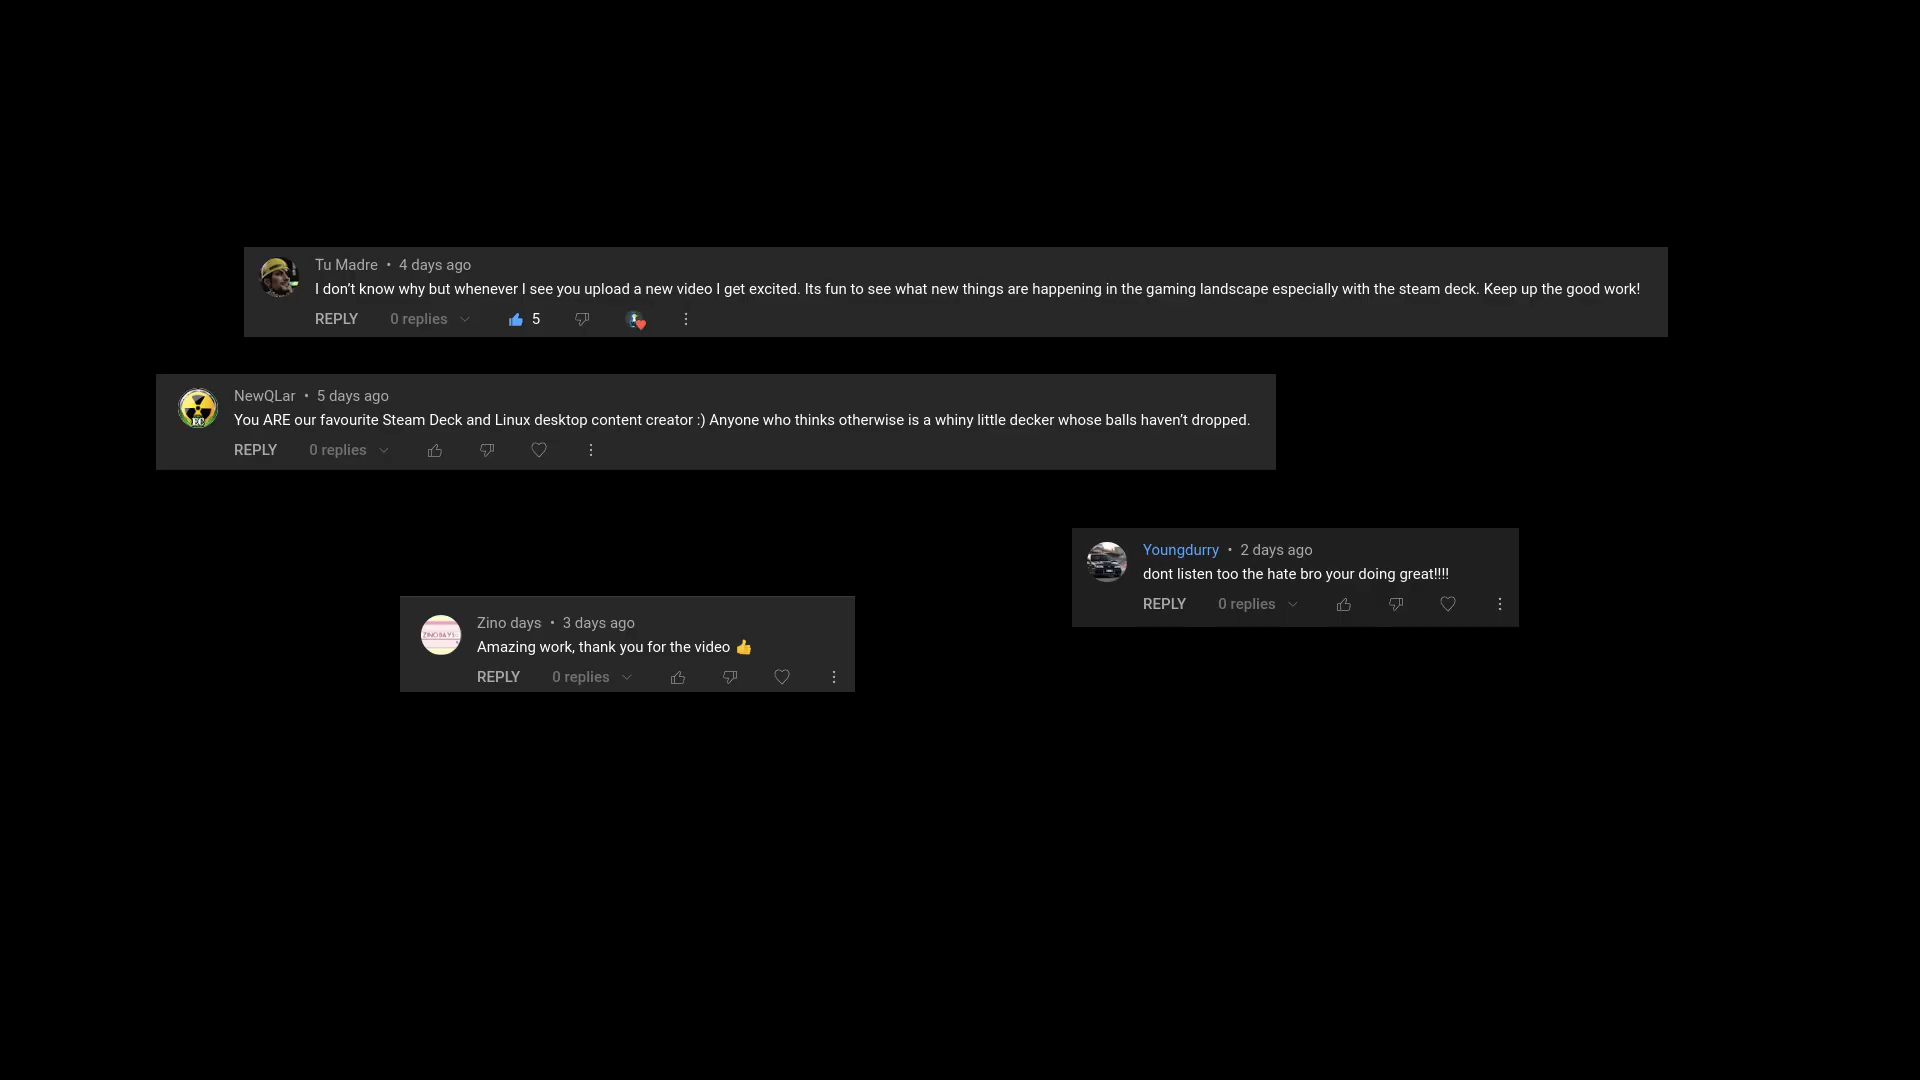 Tu Madre • 4 days ago
I don’t know why but whenever I see you upload a new video I get excited. Its fun to see what new things are happening in the gaming landscape especially with the steam deck. Keep up the good work!
REPLY 0 replies 5
NewQLar • 5 days ago
You ARE our favourite Steam Deck and Linux desktop content creator :) Anyone who thinks otherwise is a whiny little decker whose balls haven’t dropped.
EC
REPLY 0 replies
Youngdurry • 2 days ago
dont listen too the hate bro your doing great!!!!
REPLY 0 replies
Zino days • 3 days ago
ZINODAYS
Amazing work, thank you for the video 👍
REPLY 0 replies